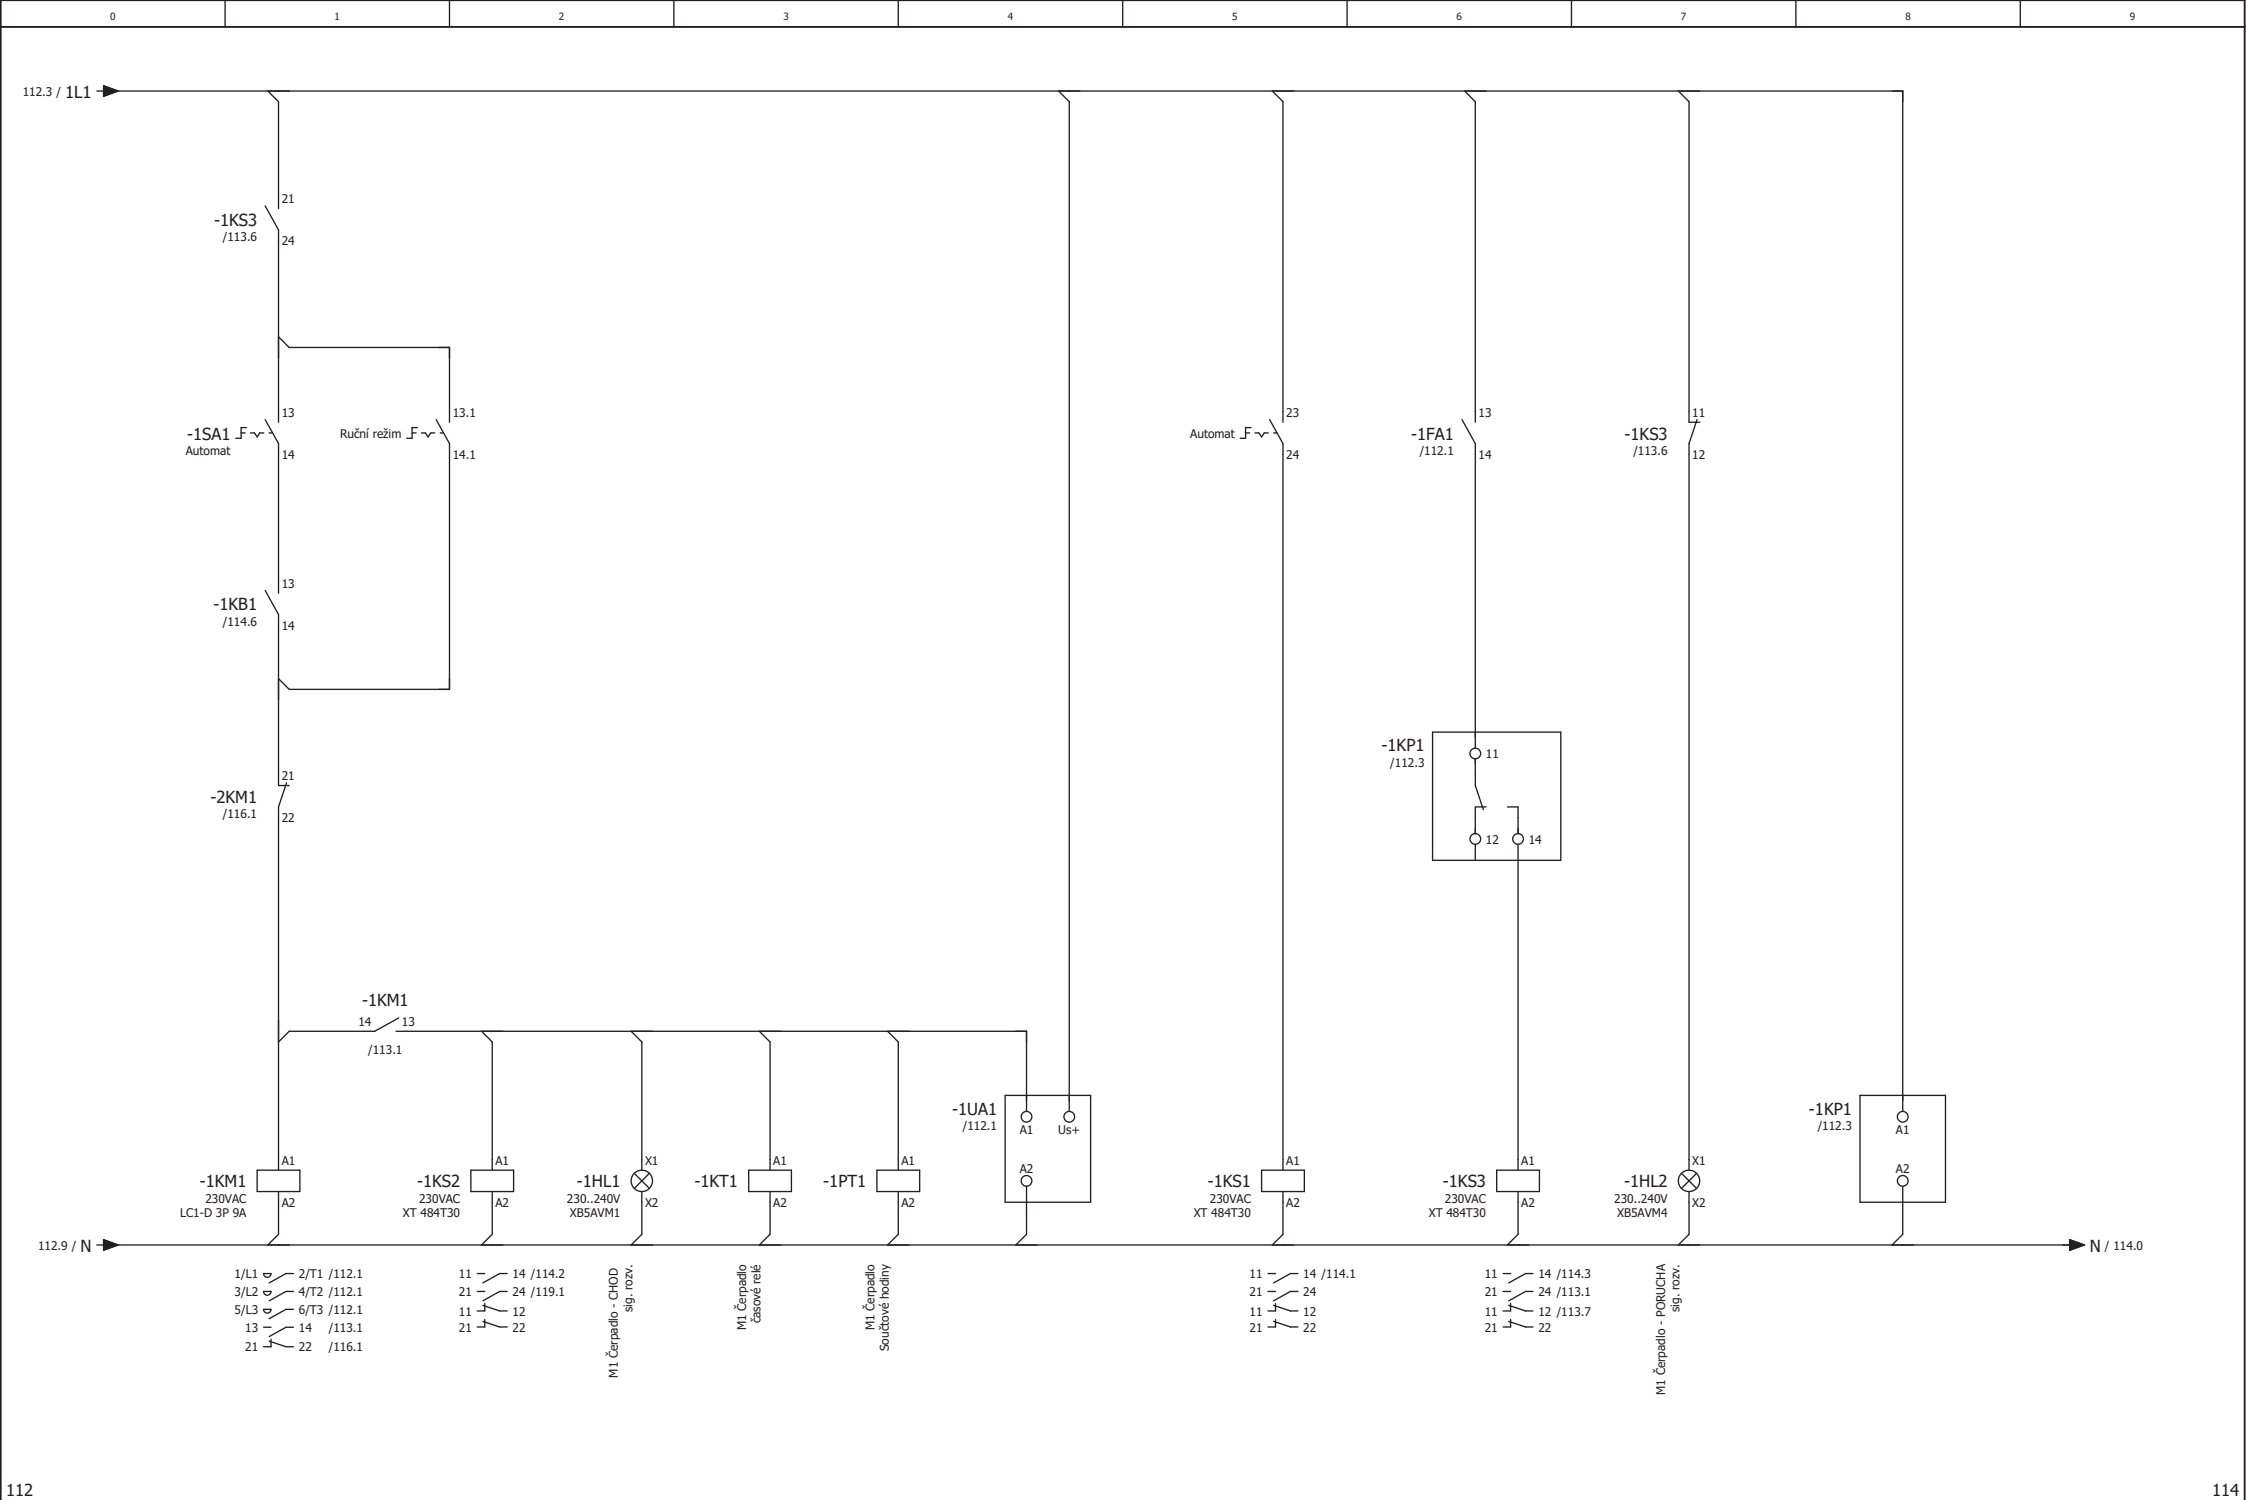 0 1 2 3 4 5 6 7 8 9
112.3 / 1L1
21
-1KS3
/113.6
24
13
-1SA1
Automat
14
13.1
Ruční režim
14.1
23
Automat
24
13
-1FA1
/112.1
14
11
-1KS3
/113.6
12
13
-1KB1
/114.6
14
21
-2KM1
/116.1
22
-1KP1
/112.3
11
12
14
-1KM1
14 13
/113.1
A1
-1KM1
230VAC
LC1-D 3P 9A
A2
A1
-1KS2
230VAC
XT 484T30
A2
X1
-1HL1
230..240V
XB5AVM1
X2
A1
-1KT1
A2
A1
-1PT1
A2
-1UA1
/112.1
A1 Us+
A2
A1
-1KS1
230VAC
XT 484T30
A2
A1
-1KS3
230VAC
XT 484T30
A2
X1
-1HL2
230..240V
XB5AVM4
X2
-1KP1
/112.3
A1
A2
112.9 / N
N / 114.0
1/L1 2/T1 /112.1
3/L2 4/T2 /112.1
5/L3 6/T3 /112.1
13 14 /113.1
21 22 /116.1
11 14 /114.2
21 24 /119.1
11 12
21 22
M1 Čerpadlo - CHOD
sig. rozv.
M1 Čerpadlo
časové relé
M1 Čerpadlo
Součtové hodiny
11 14 /114.1
21 24
11 12
21 22
11 14 /114.3
21 24 /113.1
11 12 /113.7
21 22
M1 Čerpadlo - PORUCHA
sig. rozv.
112
114